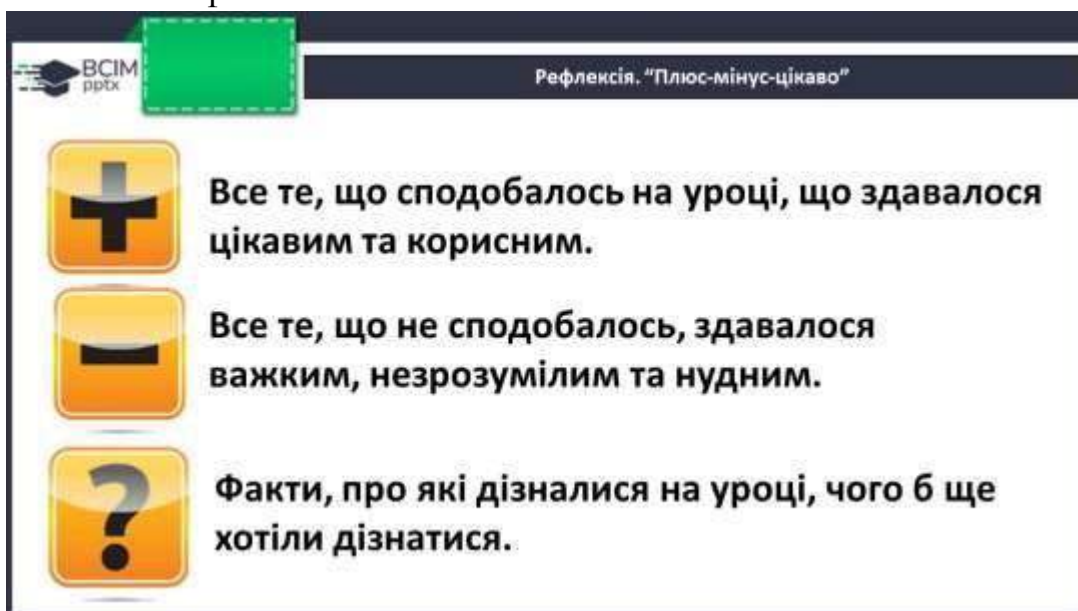 ВСІМ
pptx
Рефлексія. “Плюс-мінус-цікаво”
Все те, що сподобалось на уроці, що здавалося
цікавим та корисним.
Все те, що не сподобалось, здавалося
важким, незрозумілим та нудним.
Факти, про які дізналися на уроці, чого б ще
хотіли дізнатися.